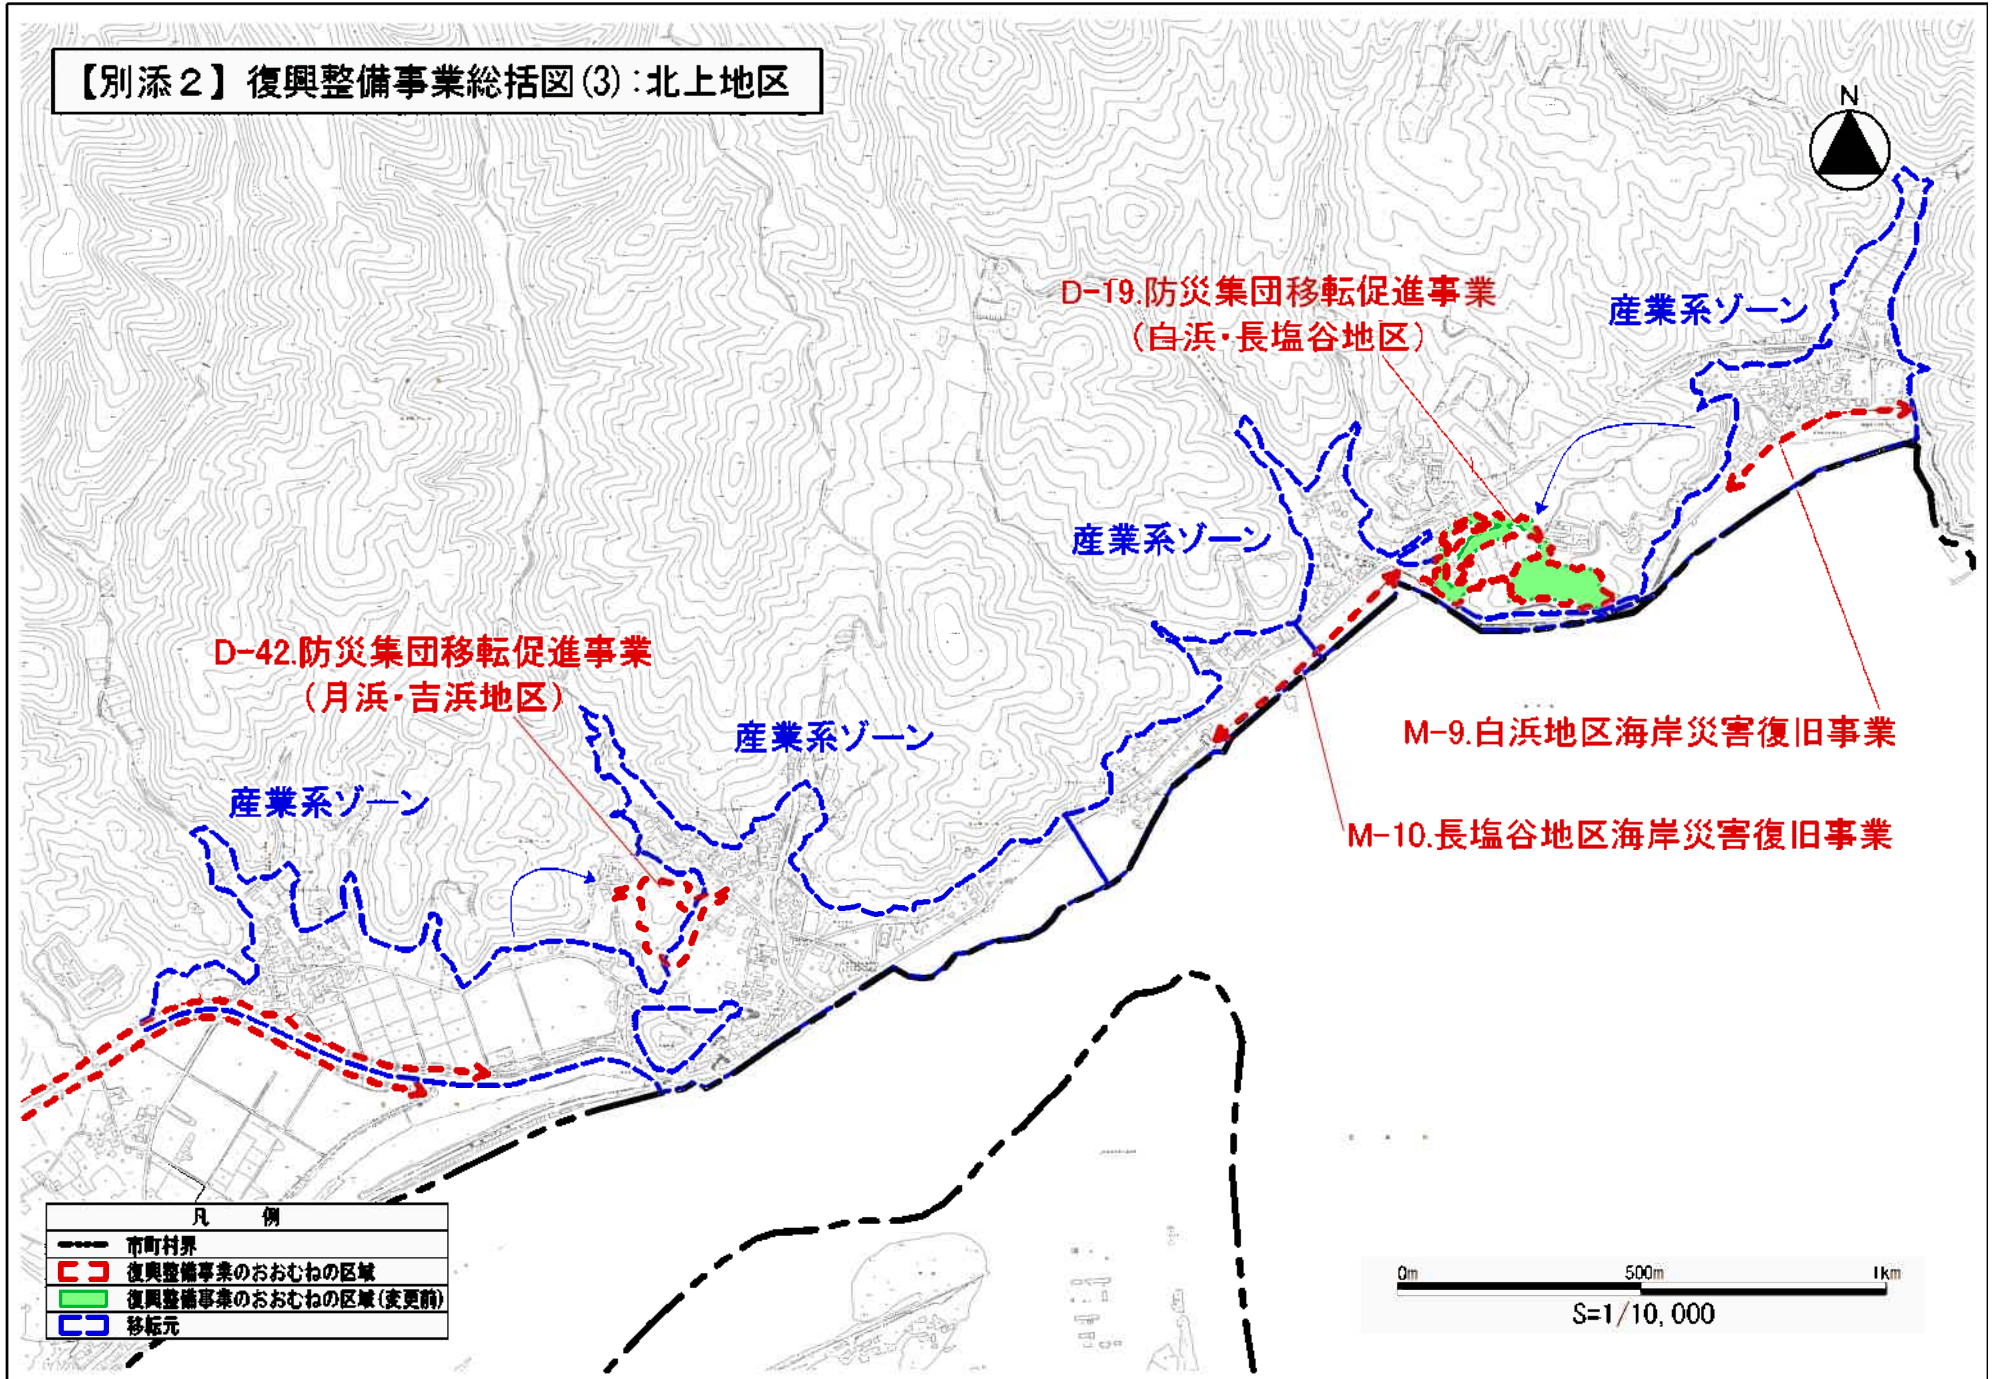 【別添２】復興整備事業総括図(3):北上地区
N
D-19.防災集団移転促進事業
(白浜・長塩谷地区)
産業系ゾーン
産業系ゾーン
D-42.防災集団移転促進事業
(月浜・吉浜地区)
産業系ゾーン
産業系ゾーン
M-9.白浜地区海岸災害復旧事業
M-10.長塩谷地区海岸災害復旧事業
凡 例
市町村界
復興整備事業のおおむねの区域
復興整備事業のおおむねの区域(変更前)
移転元
0m 500m 1km
S=1/10,000